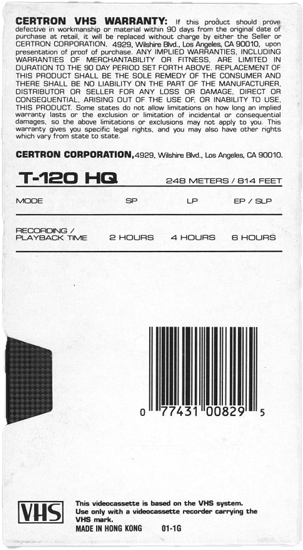 CERTRON VHS WARRANTY: If this product should prove
defective in workmanship or material within 90 days from the original date of
purchase at retail, it will be replaced without charge by either the Seller or
CERTRON CORPORATION, 4929, Wilshire Blvd., Los Angeles, CA 90010, upon
presentation of proof of purchase. ANY IMPLIED WARRANTIES, INCLUDING
WARRANTIES OF MERCHANTABILITY OR FITNESS, ARE LIMITED IN
DURATION TO THE 90 DAY PERIOD SET FORTH ABOVE. REPLACEMENT OF
THIS PRODUCT SHALL BE THE SOLE REMEDY OF THE CONSUMER AND
THERE SHALL BE NO LIABILITY ON THE PART OF THE MANUFACTURER,
DISTRIBUTOR OR SELLER FOR ANY LOSS OR DAMAGE, DIRECT OR
CONSEQUENTIAL, ARISING OUT OF THE USE OF, OR INABILITY TO USE,
THIS PRODUCT. Some states do not allow limitations on how long an implied
warranty lasts or the exclusion or limitation of incidental or consequential
damages, so the above limitations or exclusions may not apply to you. This
warranty gives you specific legal rights, and you may also have other rights
which vary from state to state.
CERTRON CORPORATION, 4929, Wilshire Blvd., Los Angeles, CA 90010.
T-120 HQ 248 METERS / 814 FEET
MODE SP LP EP / SLP
RECORDING /
PLAYBACK TIME 2 HOURS 4 HOURS 6 HOURS
0 77431 00829 5
VHS
This videocassette is based on the VHS system.
Use only with a videocassette recorder carrying the
VHS mark.
MADE IN HONG KONG 01-1G